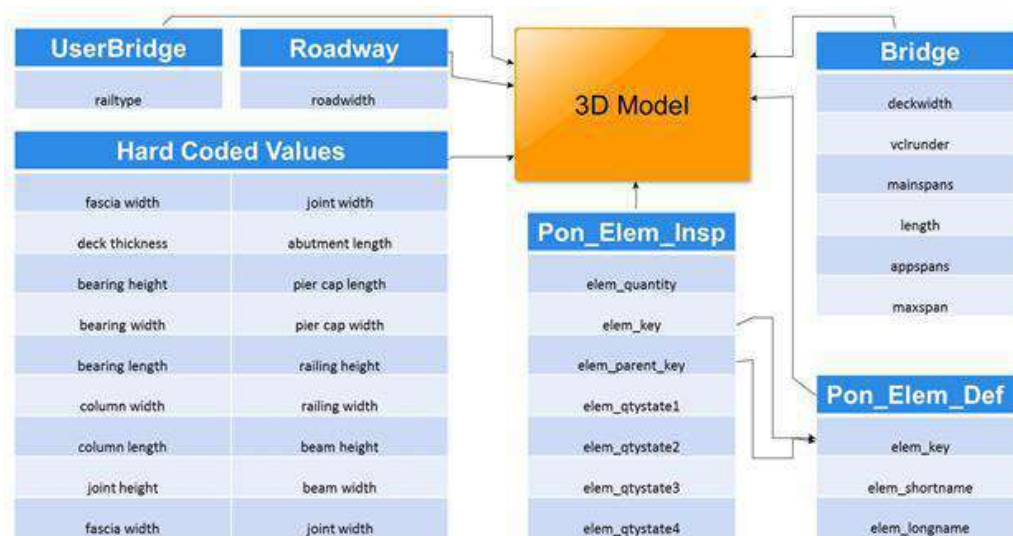 UserBridge
railtype
Roadway
roadwidth
3D Model
Bridge
deckwidth
vclrunder
mainspans
length
appspans
maxspan
Hard Coded Values
fascia width joint width
deck thickness abutment length
bearing height pier cap length
bearing width pier cap width
bearing length railing height
column width railing width
column length beam height
joint height beam width
fascia width joint width
Pon_Elem_Insp
elem_quantity
elem_key
elem_parent_key
elem_qtystate1
elem_qtystate2
elem_qtystate3
elem_qtystate4
Pon_Elem_Def
elem_key
elem_shortname
elem_longname